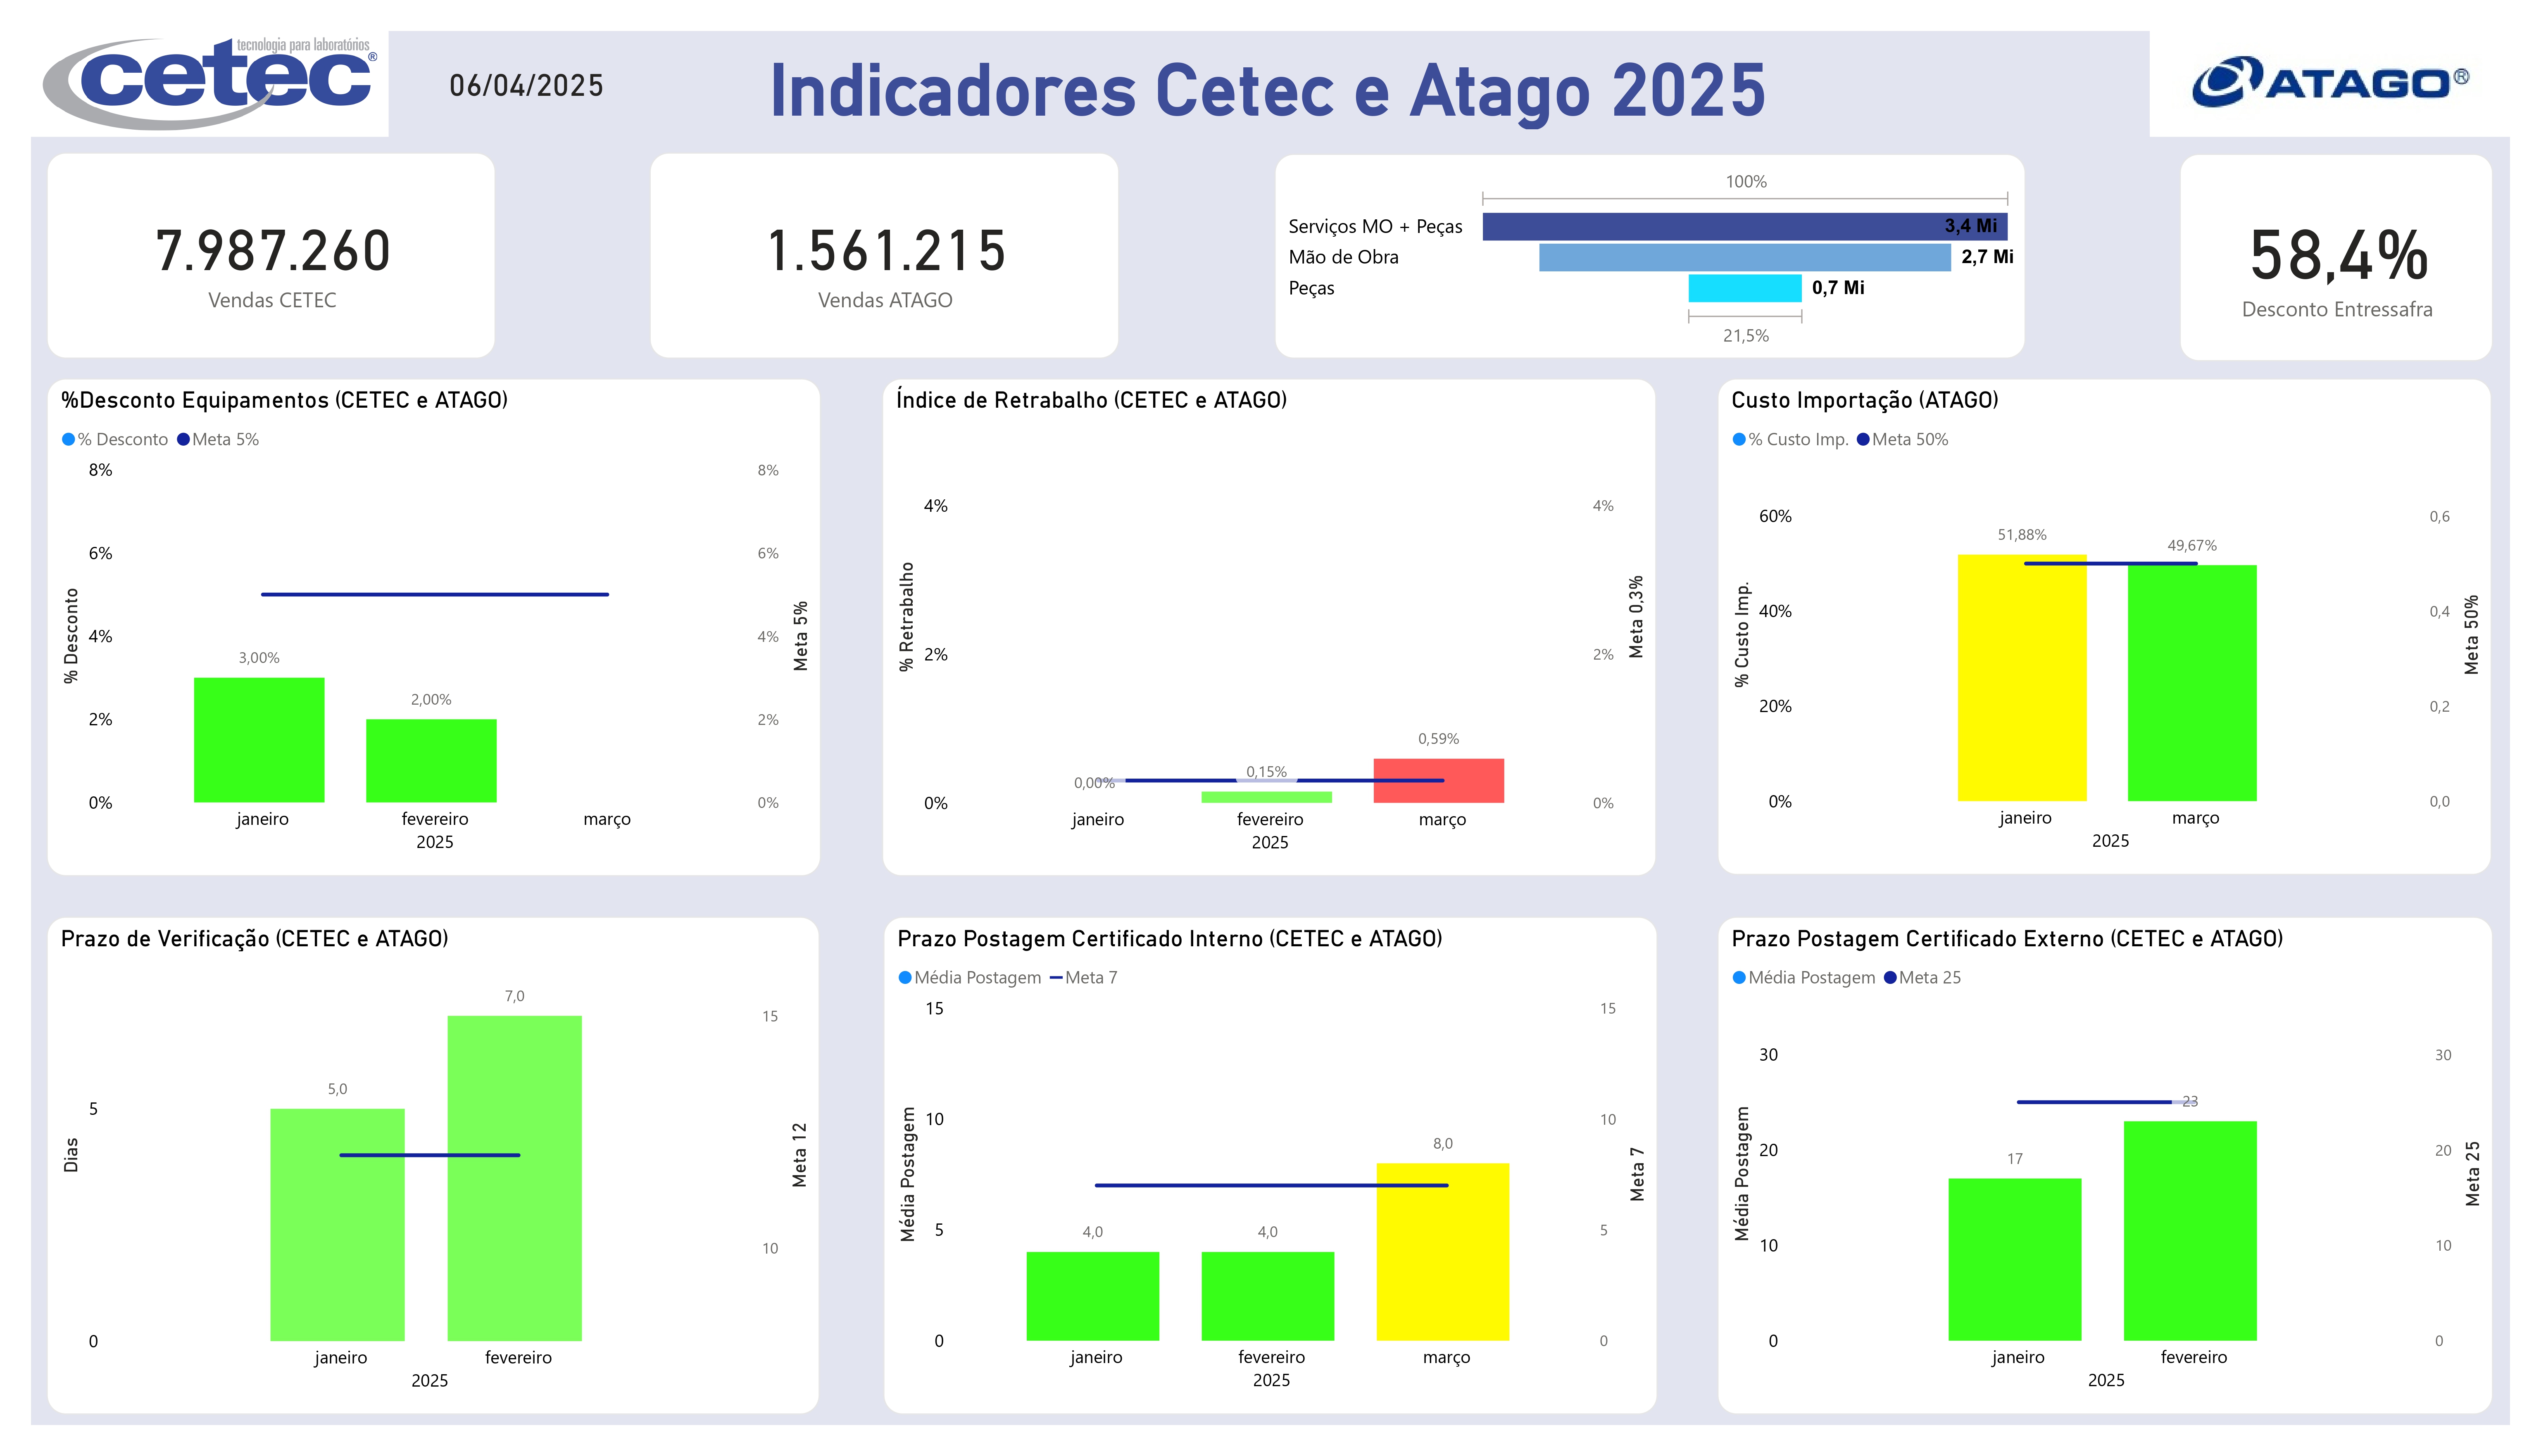 tecnologia para laboratórios
cetec®
06/04/2025
Indicadores Cetec e Atago 2025
ATAGO®
7.987.260
Vendas CETEC
1.561.215
Vendas ATAGO
100%
Serviços MO + Peças 3,4 Mi
Mão de Obra 2,7 Mi
Peças 0,7 Mi
21,5%
58,4%
Desconto Entressafra
%Desconto Equipamentos (CETEC e ATAGO)
% Desconto Meta 5%
8% 8%
6% 6%
4% 4%
2% 2%
0% 0%
% Desconto
Meta 5%
3,00%
2,00%
janeiro fevereiro março
2025
Índice de Retrabalho (CETEC e ATAGO)
4% 4%
2% 2%
0% 0%
% Retrabalho
Meta 0,3%
0,00% 0,15% 0,59%
janeiro fevereiro março
2025
Custo Importação (ATAGO)
% Custo Imp. Meta 50%
60% 0,6
40% 0,4
20% 0,2
0% 0,0
% Custo Imp.
Meta 50%
51,88% 49,67%
janeiro março
2025
Prazo de Verificação (CETEC e ATAGO)
7,0
5,0
15
10
5
0
Dias
Meta 12
janeiro fevereiro
2025
Prazo Postagem Certificado Interno (CETEC e ATAGO)
Média Postagem Meta 7
15 15
10 10
5 5
0 0
Média Postagem
Meta 7
4,0 4,0 8,0
janeiro fevereiro março
2025
Prazo Postagem Certificado Externo (CETEC e ATAGO)
Média Postagem Meta 25
30 30
20 20
10 10
0 0
Média Postagem
Meta 25
17 23
janeiro fevereiro
2025